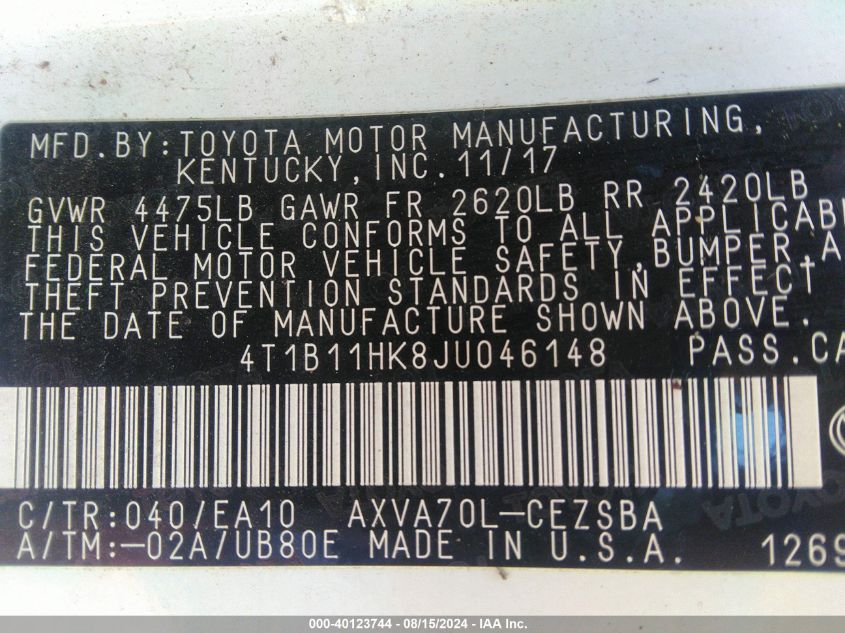 MFD.BY:TOYOTA MOTOR MANUFACTURING,
KENTUCKY,INC.11/17
GVWR 4475LB GAWR FR 2620LB RR 2420LB
THIS VEHICLE CONFORMS TO ALL APPLICABL
FEDERAL MOTOR VEHICLE SAFETY,BUMPER,A
THEFT PREVENTION STANDARDS IN EFFECT
THE DATE OF MANUFACTURE SHOWN ABOVE.
4T1B11HK8JU046148 PASS.CA
C/TR:040/EA10 AXVA70L-CEZSBA
A/TM:-02A/UB80E MADE IN U.S.A. 1269
000-40123744 - 08/15/2024 - IAA Inc.